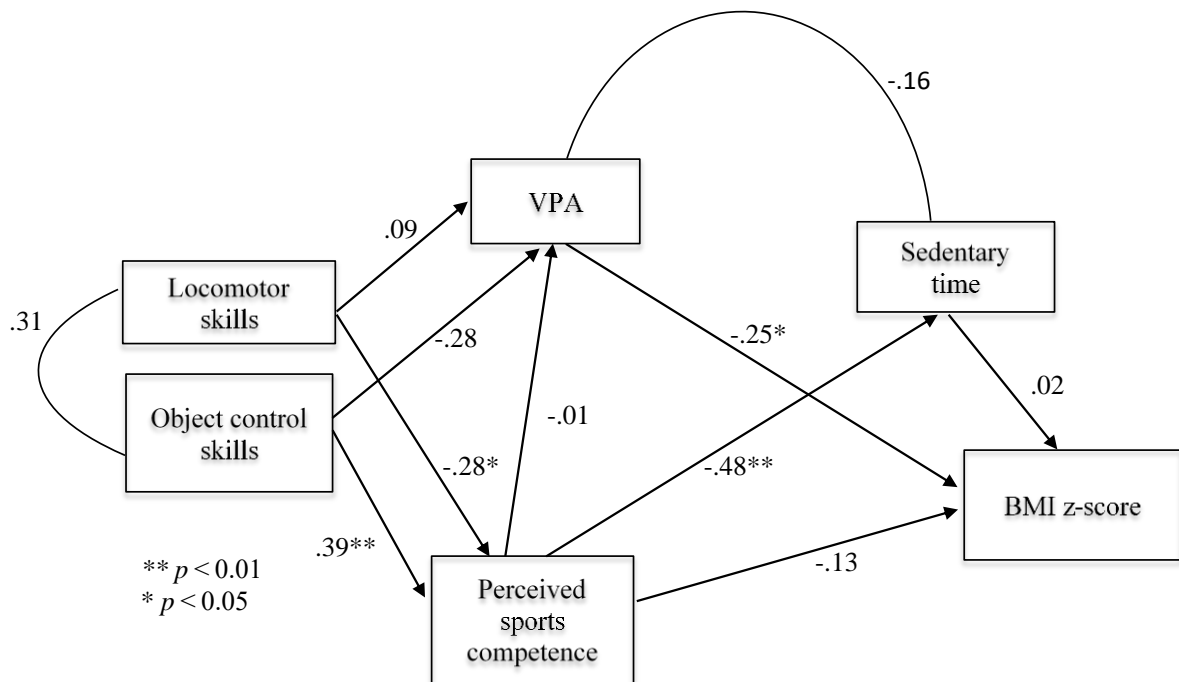 -.16
VPA
.09
Sedentary
time
Locomotor
skills
.31
-.28
-.25*
.02
Object control
skills
-.01
-.28*
-.48**
BMI z-score
.39**
-.13
** p < 0.01
* p < 0.05
Perceived
sports
competence